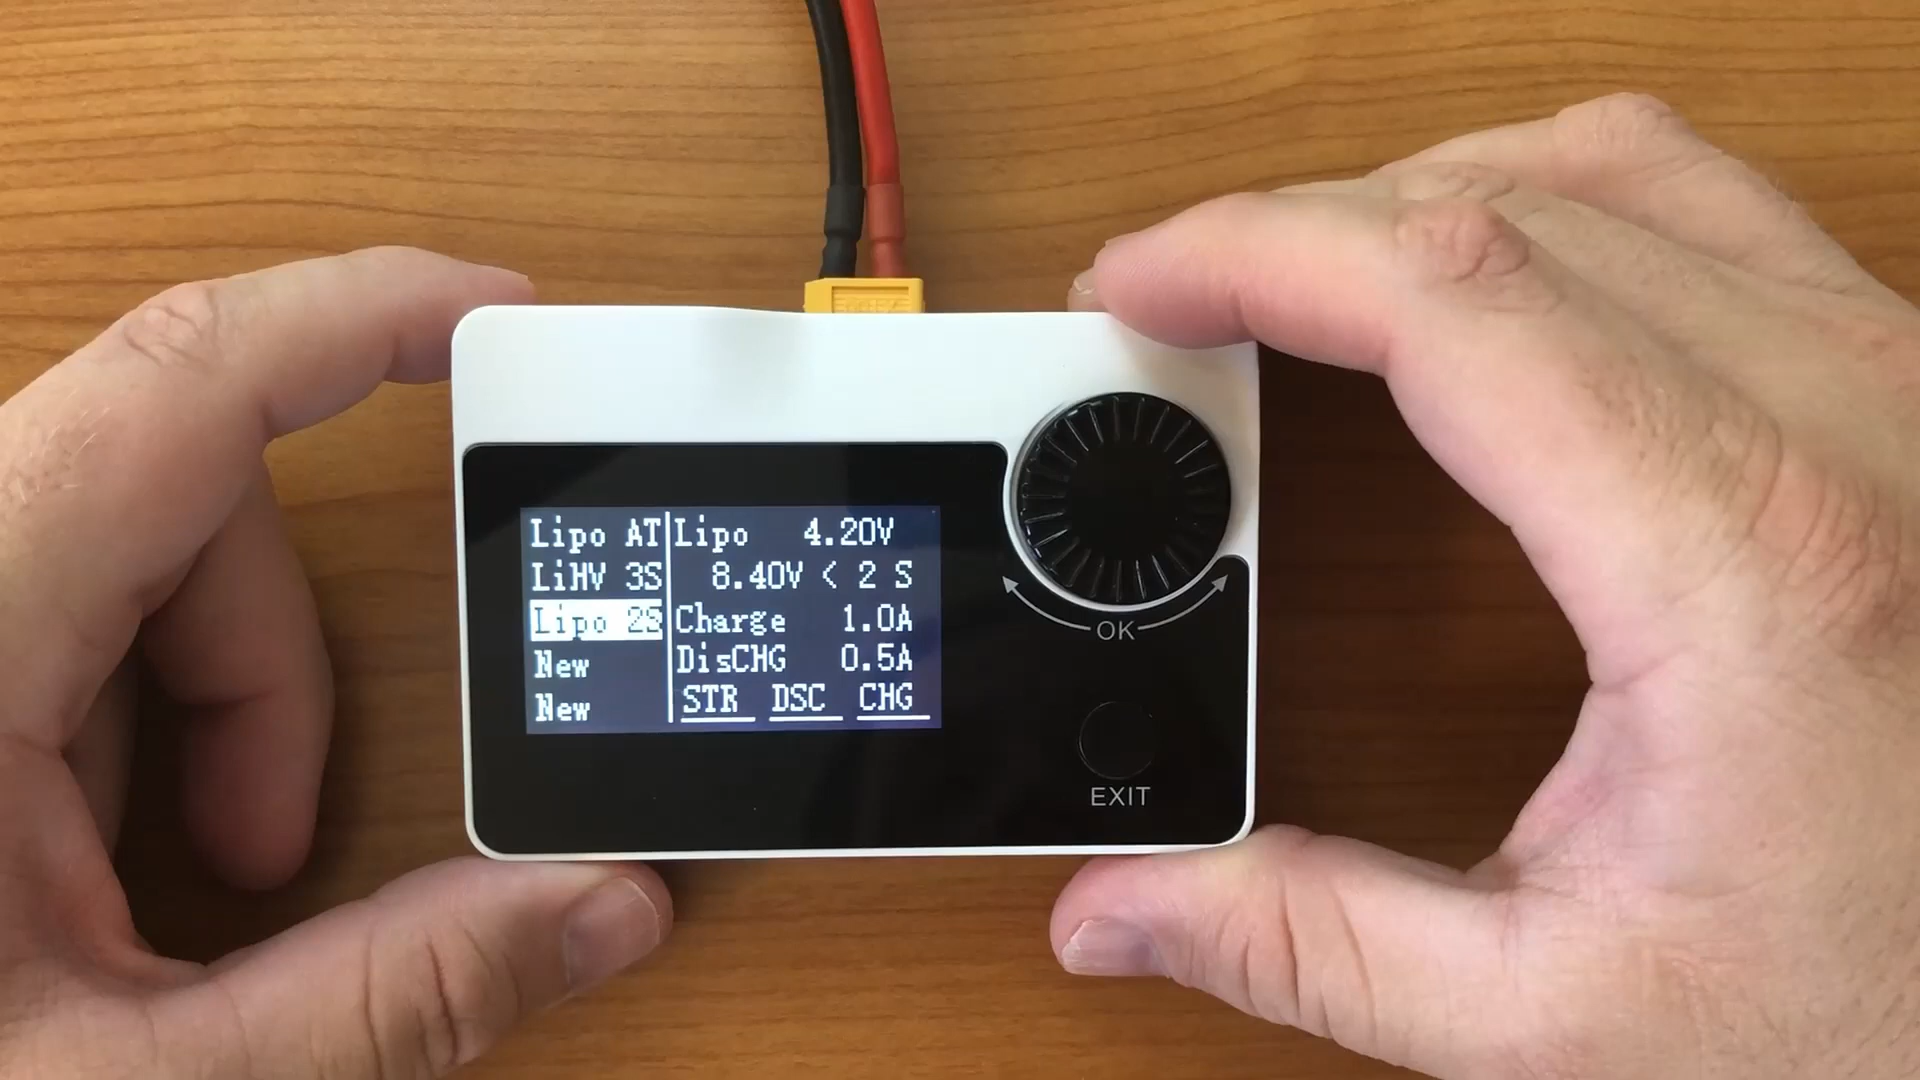 Lipo AT
LiHV 3S
Lipo 2S
New
New
Lipo 4.20V
8.40V < 2 S
Charge 1.0A
DisCHG 0.5A
STR DSC CHG
OK
EXIT